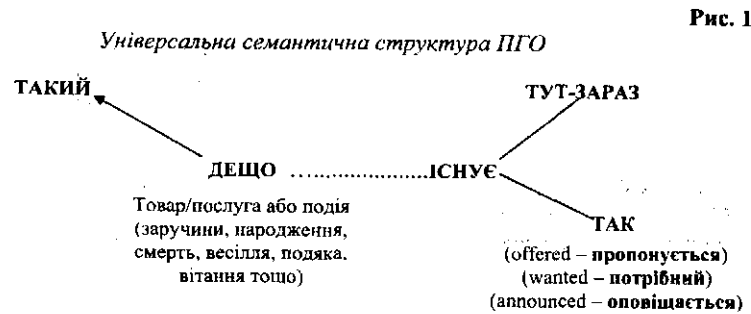 Рис. 1
Універсальна семантична структура ПГО
ТАКИЙ
ТУТ-ЗАРАЗ
ДЕЩО ........................ІСНУЄ
Товар/послуга або подія
(заручини, народження,
смерть, весілля, подяка.
вітання тощо)
ТАК
(offered – пропонується)
(wanted – потрібний)
(announced – оповіщається)